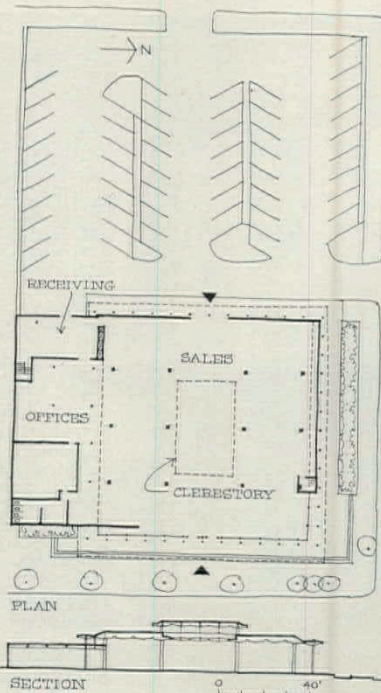 N
RECEIVING
SALES
OFFICES
CLERESTORY
PLAN
SECTION
0 40'